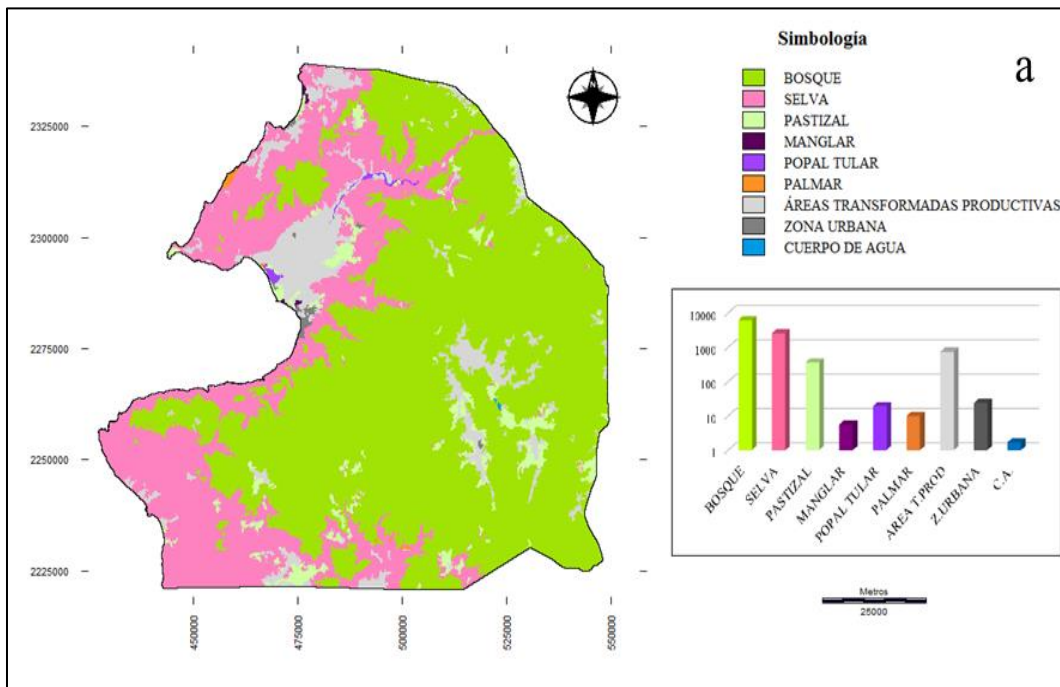 Simbología
a
BOSQUE
SELVA
PASTIZAL
MANGLAR
POPAL TULAR
PALMAR
ÁREAS TRANSFORMADAS PRODUCTIVAS
ZONA URBANA
CUERPO DE AGUA
2325000
2300000
2275000
2250000
2225000
450000
475000
500000
525000
550000
10000
1000
100
10
1
BOSQUE
SELVA
PASTIZAL
MANGLAR
POPAL TULAR
PALMAR
AREA T.PROD
Z.URBANA
C.A.
Metros
25000